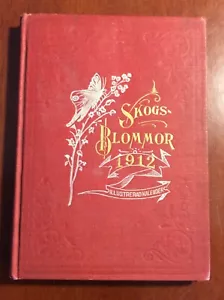 SKOGS-
BLOMMOR
1912
ILLUSTRERAD KALENDER